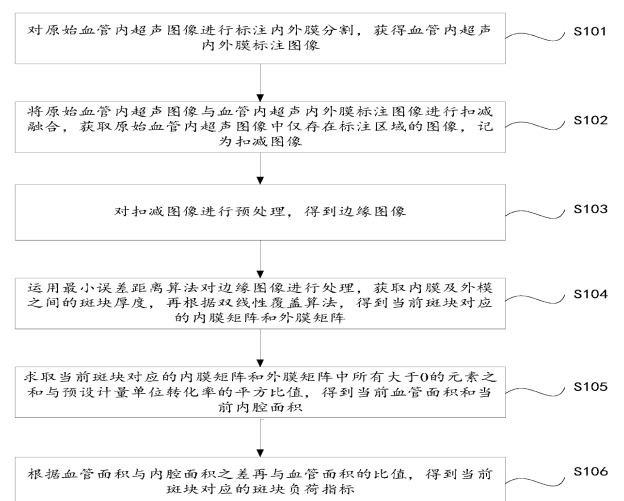 对原始血管内超声图像进行标注内外膜分割，获得血管内超声
内外膜标注图像
S101
将原始血管内超声图像与血管内超声内外膜标注图像进行扣减
融合，获取原始血管内超声图像中仅存在标注区域的图像，记
为扣减图像
S102
对扣减图像进行预处理，得到边缘图像
S103
运用最小误差距离算法对边缘图像进行处理，获取内膜及外模
之间的斑块厚度，再根据双线性覆盖算法，得到当前斑块对应
的内膜矩阵和外膜矩阵
S104
求取当前斑块对应的内膜矩阵和外膜矩阵中所有大于0的元素之
和与预设计量单位转化率的平方比值，得到当前血管面积和当
前内腔面积
S105
根据血管面积与内腔面积之差再与血管面积的比值，得到当前
斑块对应的斑块负荷指标
S106